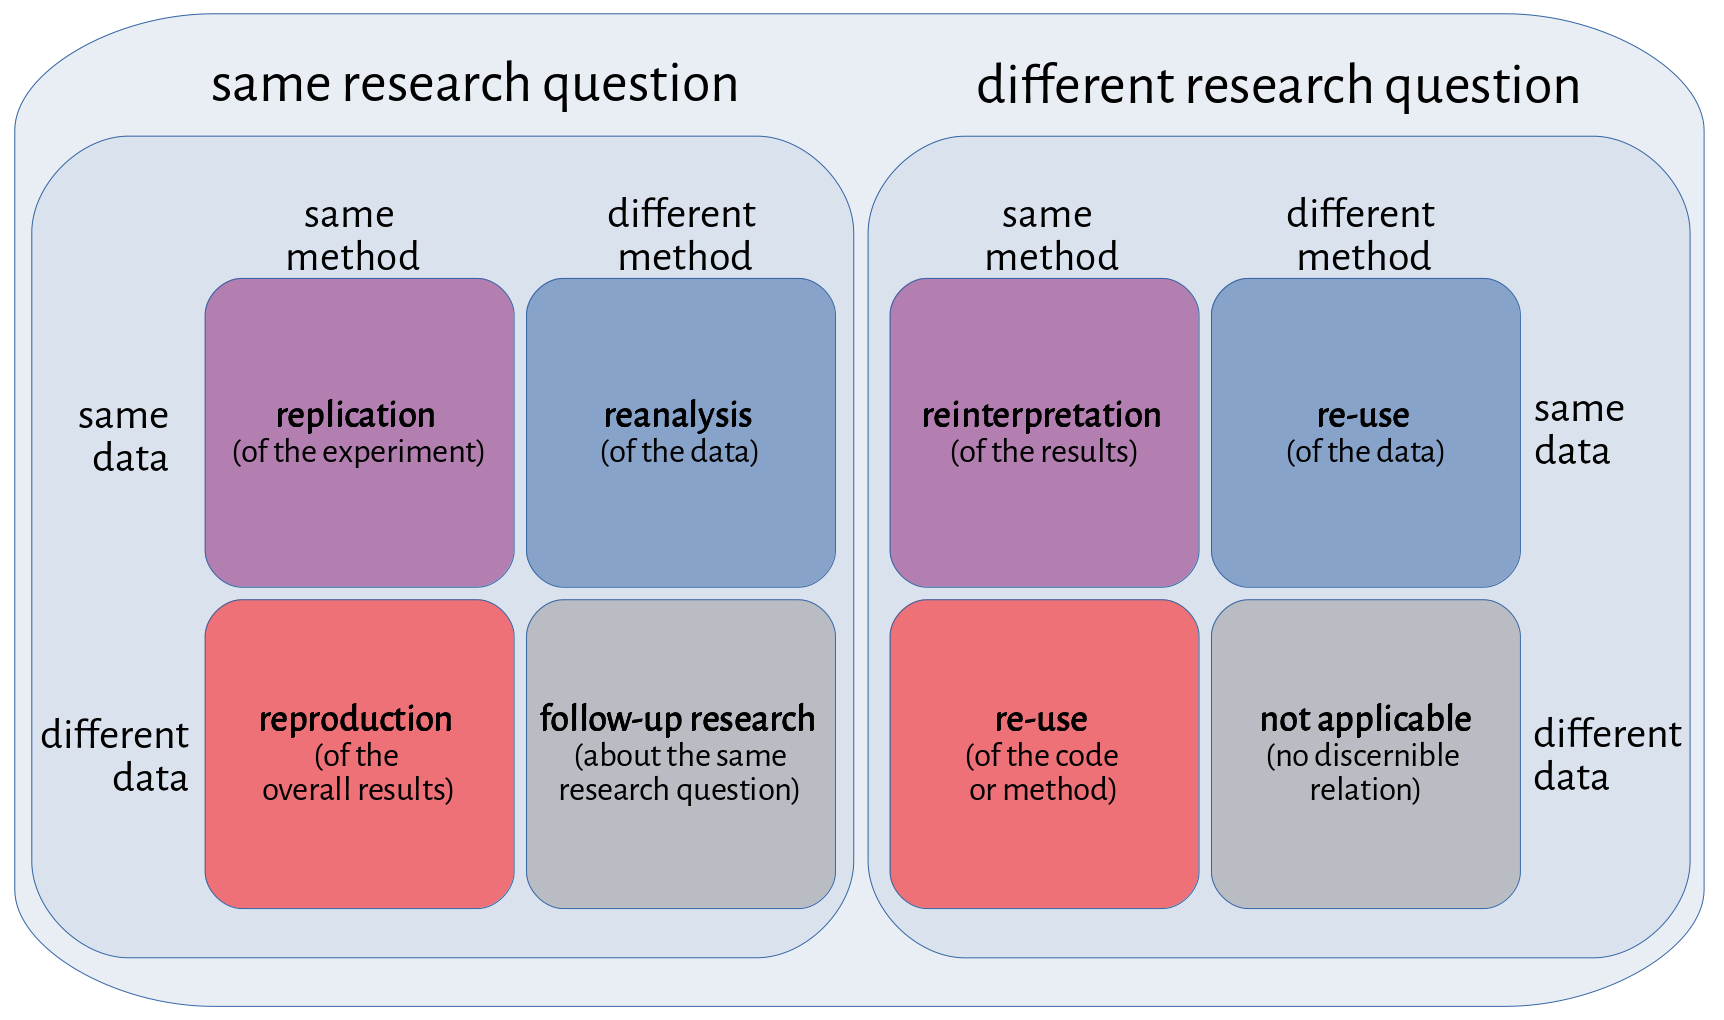 same research question
different research question
same
method
different
method
same
method
different
method
same
data
replication
(of the experiment)
reanalysis
(of the data)
reinterpretation
(of the results)
re-use
(of the data)
same
data
different
data
reproduction
(of the
overall results)
follow-up research
(about the same
research question)
re-use
(of the code
or method)
not applicable
(no discernible
relation)
different
data